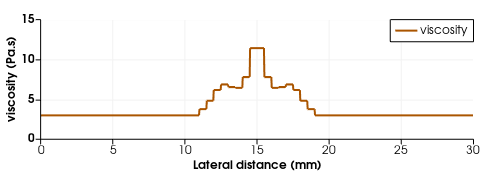 15
viscosity
10
5
0
viscosity (Pa.s)
0 5 10 15 20 25 30
Lateral distance (mm)